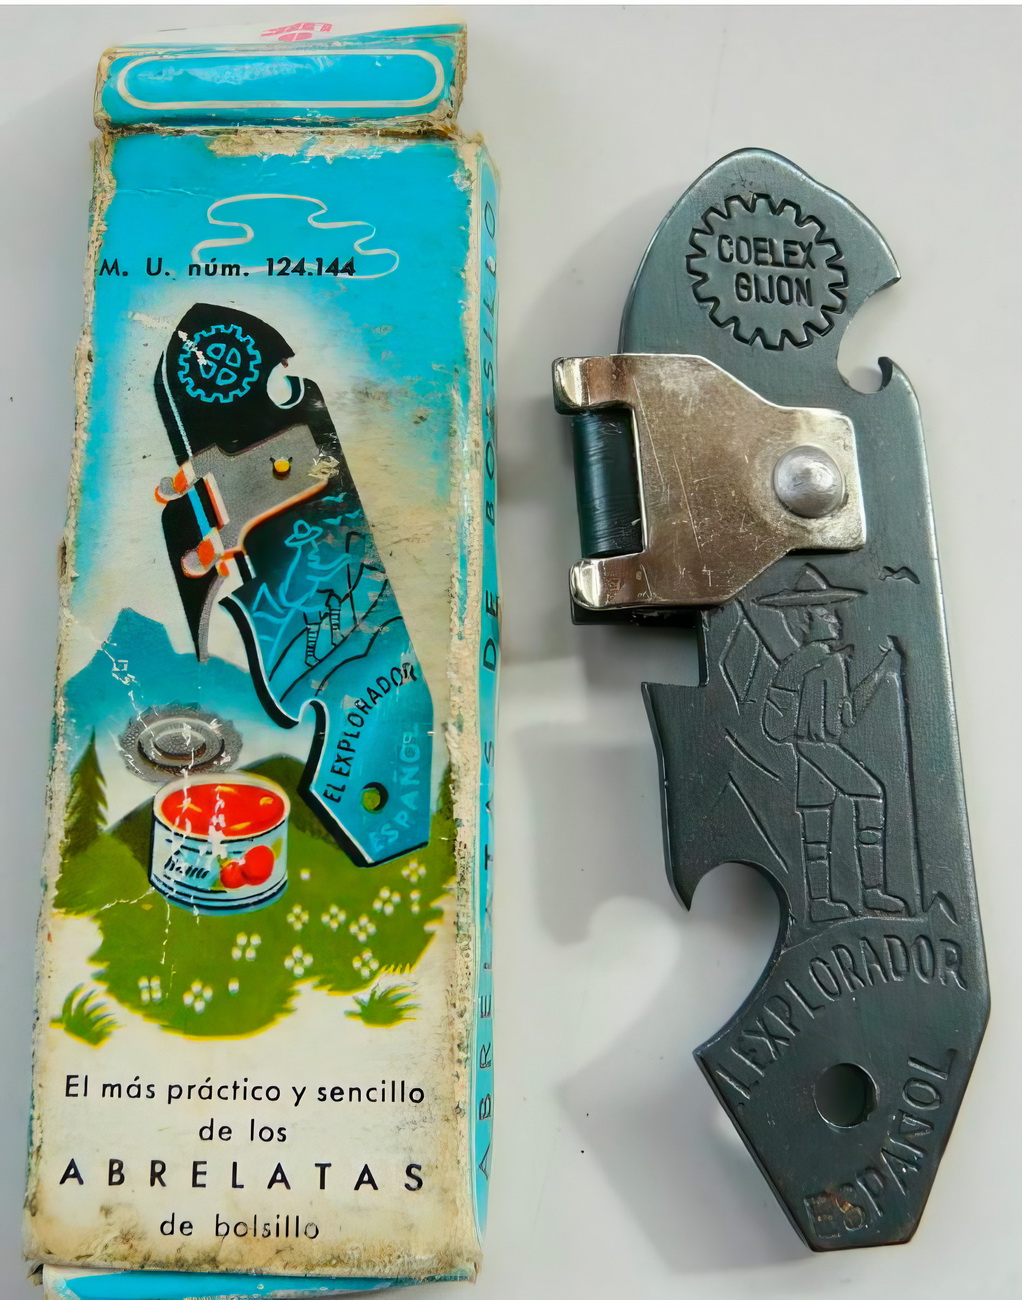 M. U. núm. 124.144
EL EXPLORADOR
ESPAÑOL
El más práctico y sencillo
de los
ABRELATAS
de bolsillo
ABRELATAS DE BOLSILLO
COELEX
GIJON
EXPLORADOR
ESPAÑOL